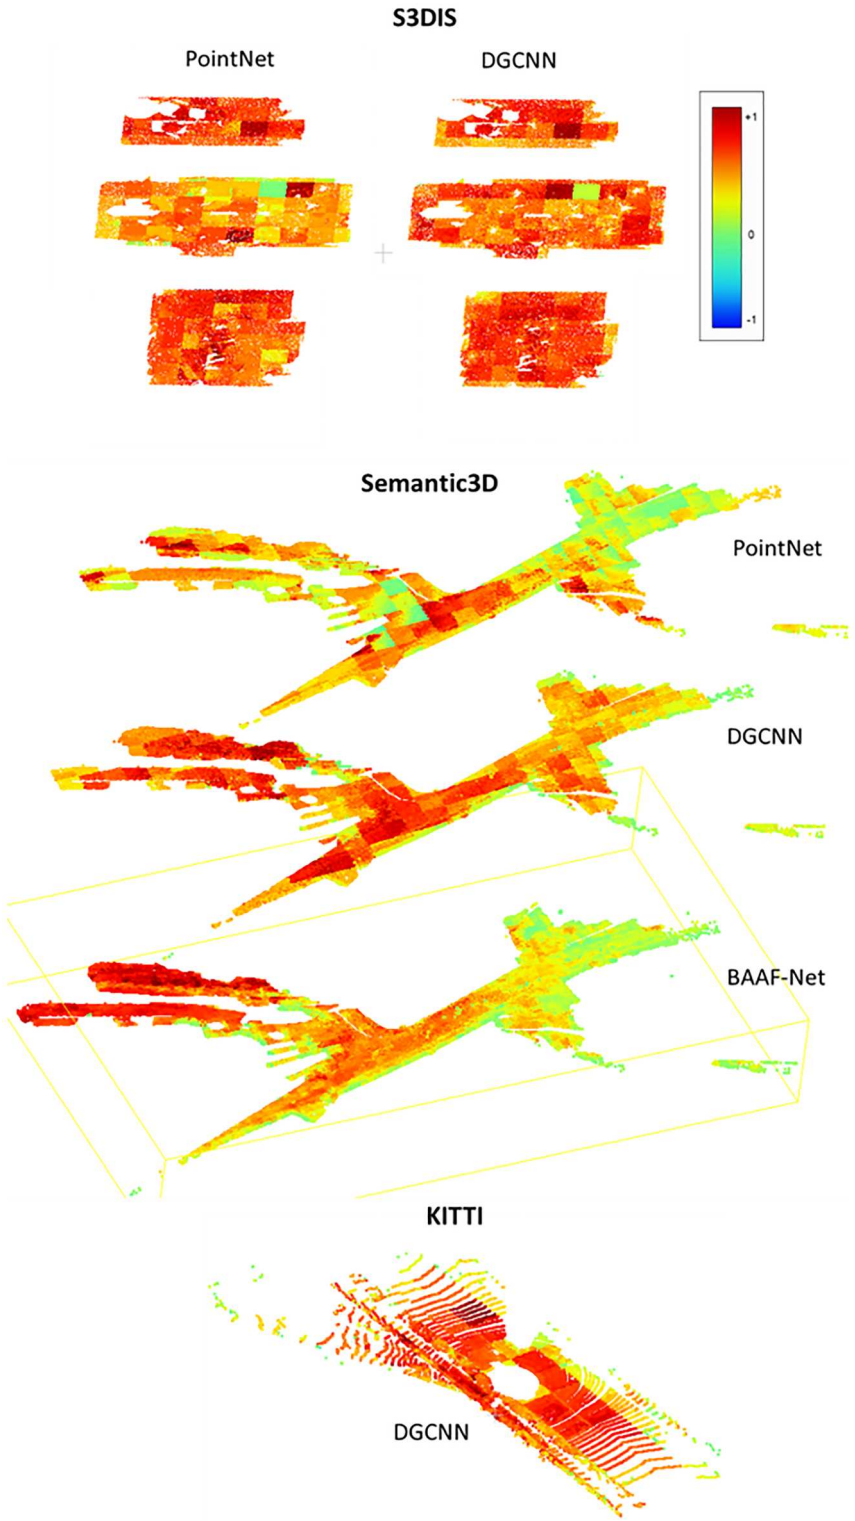 S3DIS
PointNet
DGCNN
+1
0
-1
Semantic3D
PointNet
DGCNN
BAAF-Net
KITTI
DGCNN